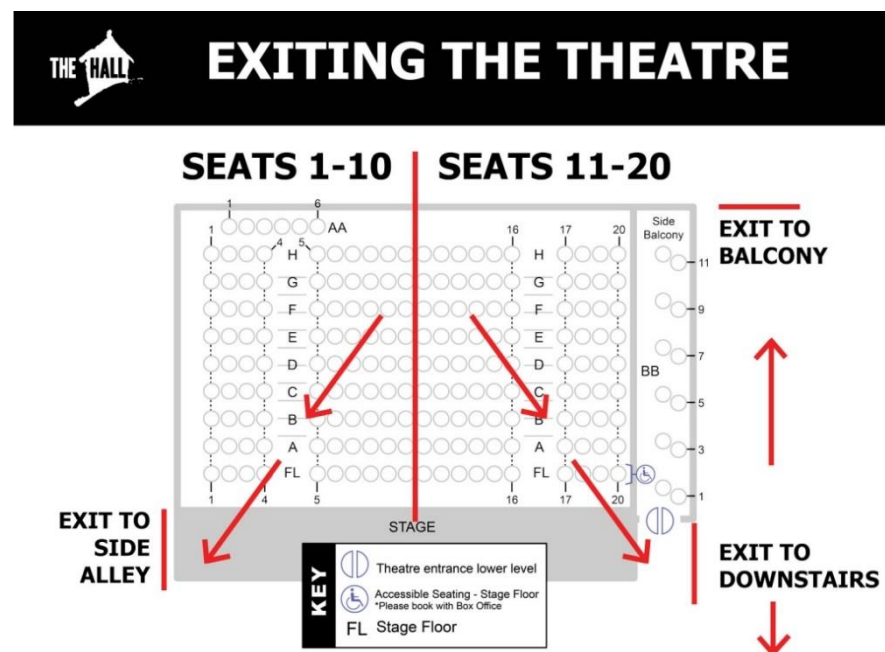 THE HALL
EXITING THE THEATRE
SEATS 1-10
SEATS 11-20
1 6
AA
1 4 5 16 17 20
H H
G G
F F
E E
D D
C C
B B
A A
FL FL
1 4 5 16 17 20
Side
Balcony
11
9
7
BB
5
3
1
EXIT TO
BALCONY
EXIT TO
SIDE
ALLEY
STAGE
EXIT TO
DOWNSTAIRS
KEY
Theatre entrance lower level
Accessible Seating - Stage Floor
*Please book with Box Office
FL Stage Floor